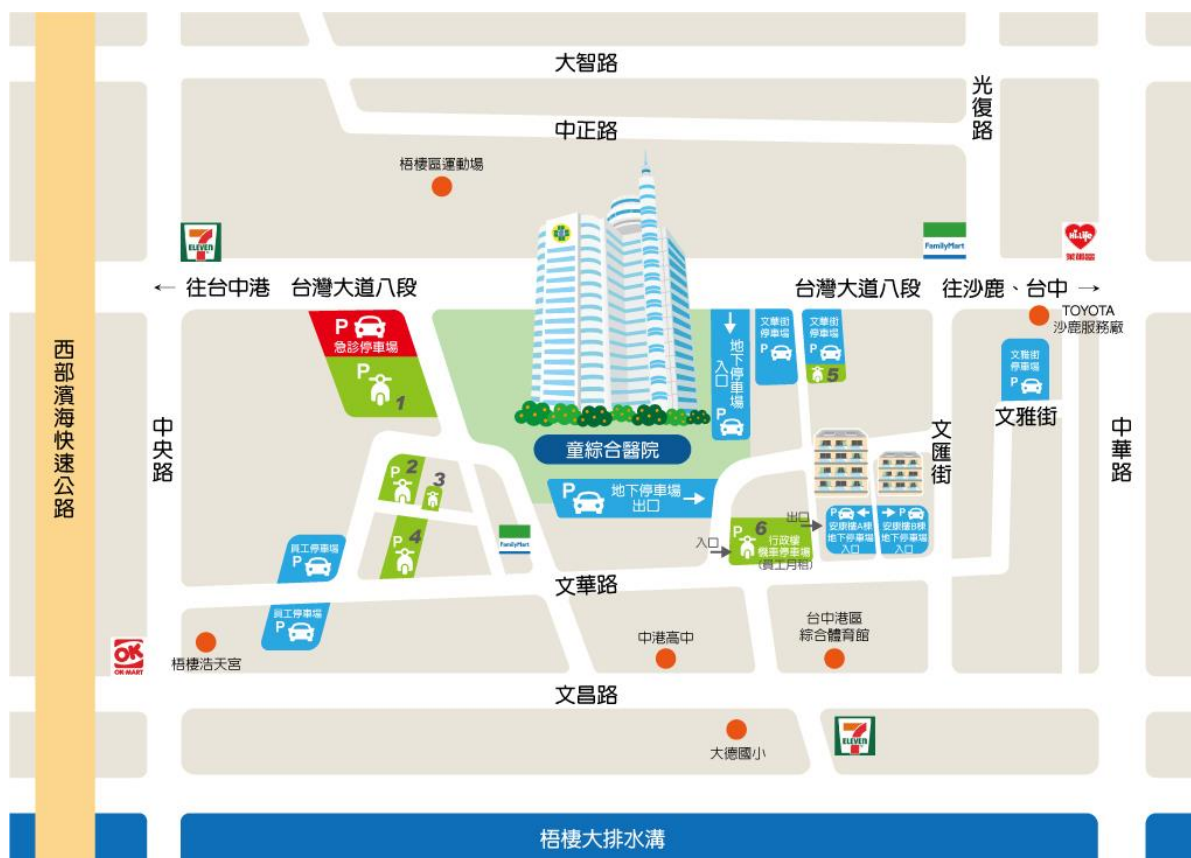 大智路
光復路
中正路
梧棲區運動場
7
ELEVEN
FamilyMart
Hi-Life
萊爾富
← 往台中港 台灣大道八段
台灣大道八段 往沙鹿、台中 →
TOYOTA
沙鹿服務廠
西部濱海快速公路
中央路
P
急診停車場
P
1
地下停車場
入口
P
文華街
停車場
P
文華街
停車場
P
5
文雅街
停車場
P
文雅街
中華路
文匯街
童綜合醫院
P
地下停車場
出口
P
2
3
P
4
FamilyMart
員工停車場
P
員工停車場
P
入口
出口
P
6
行政樓
機車停車場
(員工月租)
P
安康樓A棟
地下停車場
入口
P
安康樓B棟
地下停車場
入口
文華路
OK
OK·MART
梧棲浩天宮
中港高中
台中港區
綜合體育館
文昌路
大德國小
7
ELEVEN
梧棲大排水溝